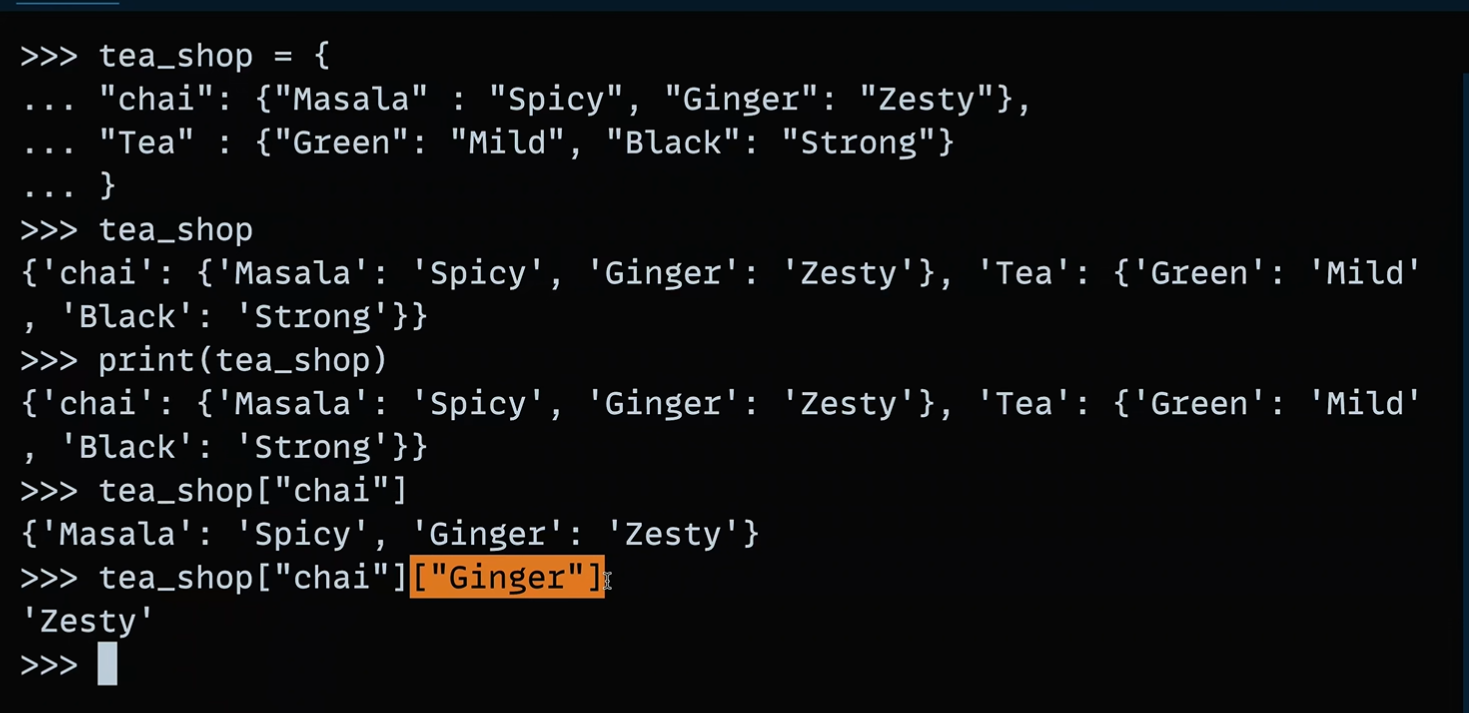 >>> tea_shop = {
... "chai": {"Masala" : "Spicy", "Ginger": "Zesty"},
... "Tea" : {"Green": "Mild", "Black": "Strong"}
... }
>>> tea_shop
{'chai': {'Masala': 'Spicy', 'Ginger': 'Zesty'}, 'Tea': {'Green': 'Mild'
, 'Black': 'Strong'}}
>>> print(tea_shop)
{'chai': {'Masala': 'Spicy', 'Ginger': 'Zesty'}, 'Tea': {'Green': 'Mild'
, 'Black': 'Strong'}}
>>> tea_shop["chai"]
{'Masala': 'Spicy', 'Ginger': 'Zesty'}
>>> tea_shop["chai"]["Ginger"]
'Zesty'
>>>